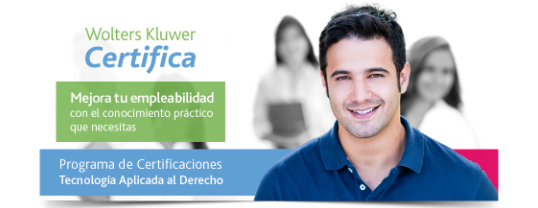 Wolters Kluwer
Certifica
Mejora tu empleabilidad
con el conocimiento práctico
que necesitas
Programa de Certificaciones
Tecnología Aplicada al Derecho